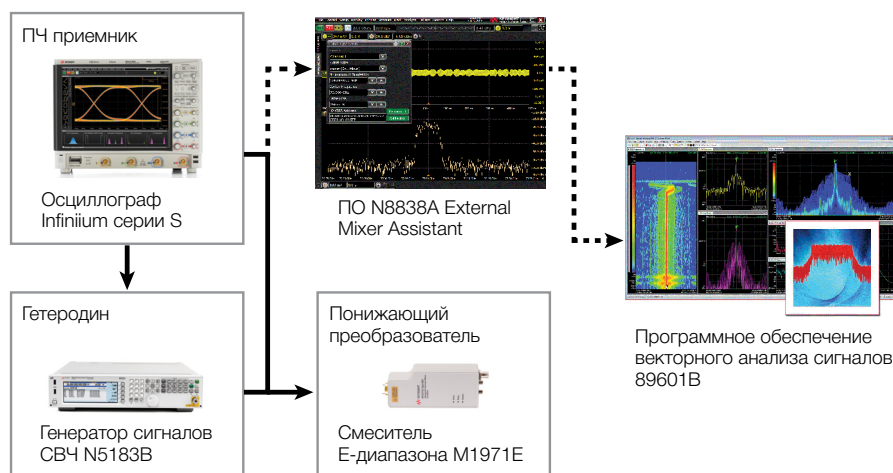 ПЧ приемник
Осциллограф
Infiniium серии S
ПО N8838A External
Mixer Assistant
Гетеродин
Генератор сигналов
СВЧ N5183B
Понижающий
преобразователь
Смеситель
E-диапазона M1971E
Программное обеспечение
векторного анализа сигналов
89601B